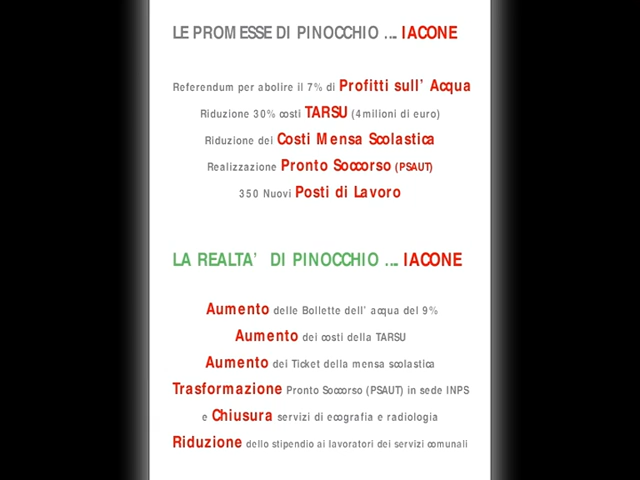 LE PROMESSE DI PINOCCHIO .... IACONE
Referendum per abolire il 7% di Profitti sull' Acqua
Riduzione 30% costi TARSU (4milioni di euro)
Riduzione dei Costi Mensa Scolastica
Realizzazione Pronto Soccorso (PSAUT)
350 Nuovi Posti di Lavoro
LA REALTA' DI PINOCCHIO .... IACONE
Aumento delle Bollette dell' acqua del 9%
Aumento dei costi della TARSU
Aumento dei Ticket della mensa scolastica
Trasformazione Pronto Soccorso (PSAUT) in sede INPS
e Chiusura servizi di ecografia e radiologia
Riduzione dello stipendio ai lavoratori dei servizi comunali